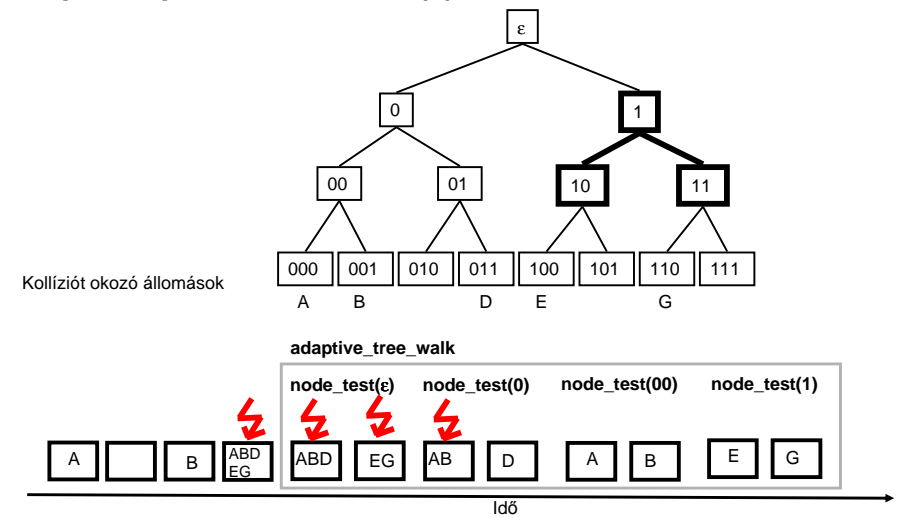 ε
0 1
00 01 10 11
000 001 010 011 100 101 110 111
Kollíziót okozó állomások
A B D E G
adaptive_tree_walk
node_test(ε) node_test(0) node_test(00) node_test(1)
A B ABD EG ABD EG AB D A B E G
Idő